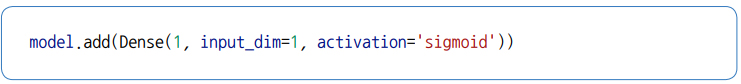 model.add(Dense(1, input_dim=1, activation='sigmoid'))